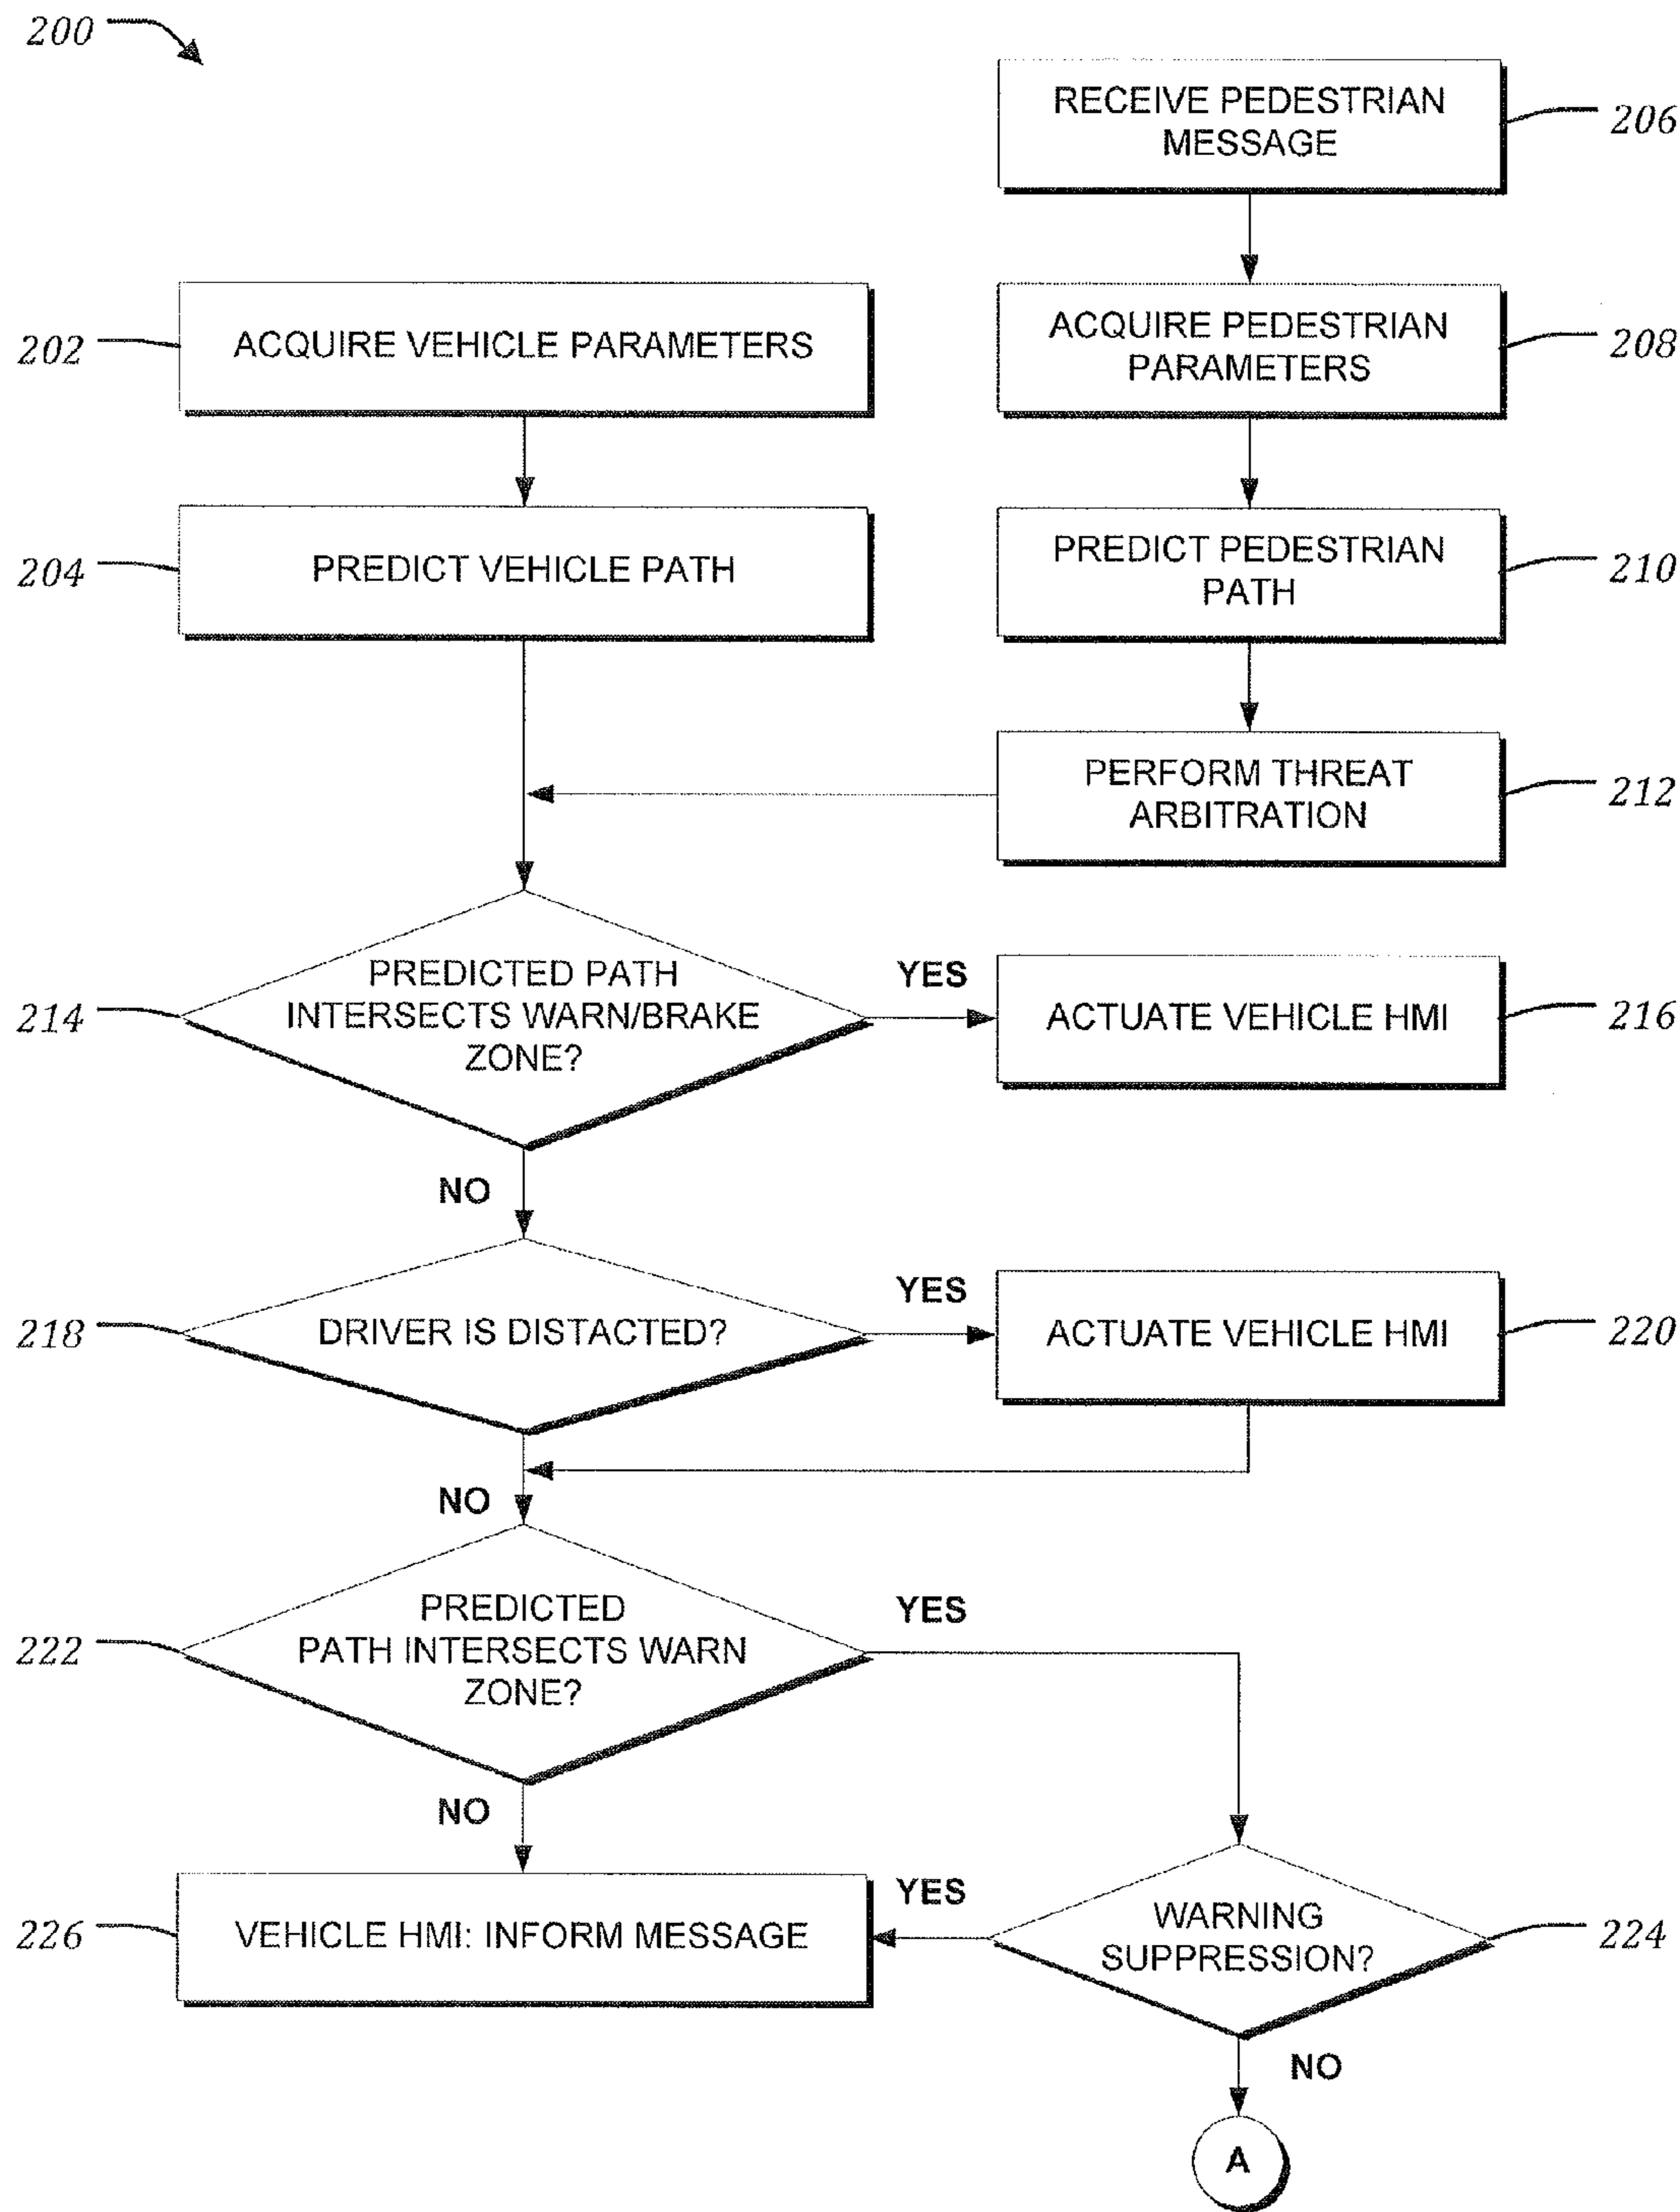 200
RECEIVE PEDESTRIAN
MESSAGE
206
202
ACQUIRE VEHICLE PARAMETERS
ACQUIRE PEDESTRIAN
PARAMETERS
208
204
PREDICT VEHICLE PATH
PREDICT PEDESTRIAN
PATH
210
PERFORM THREAT
ARBITRATION
212
214
PREDICTED PATH
INTERSECTS WARN/BRAKE
ZONE?
YES
ACTUATE VEHICLE HMI
216
NO
218
DRIVER IS DISTACTED?
YES
ACTUATE VEHICLE HMI
220
NO
222
PREDICTED
PATH INTERSECTS WARN
ZONE?
YES
NO
226
VEHICLE HMI: INFORM MESSAGE
YES
WARNING
SUPPRESSION?
224
NO
A